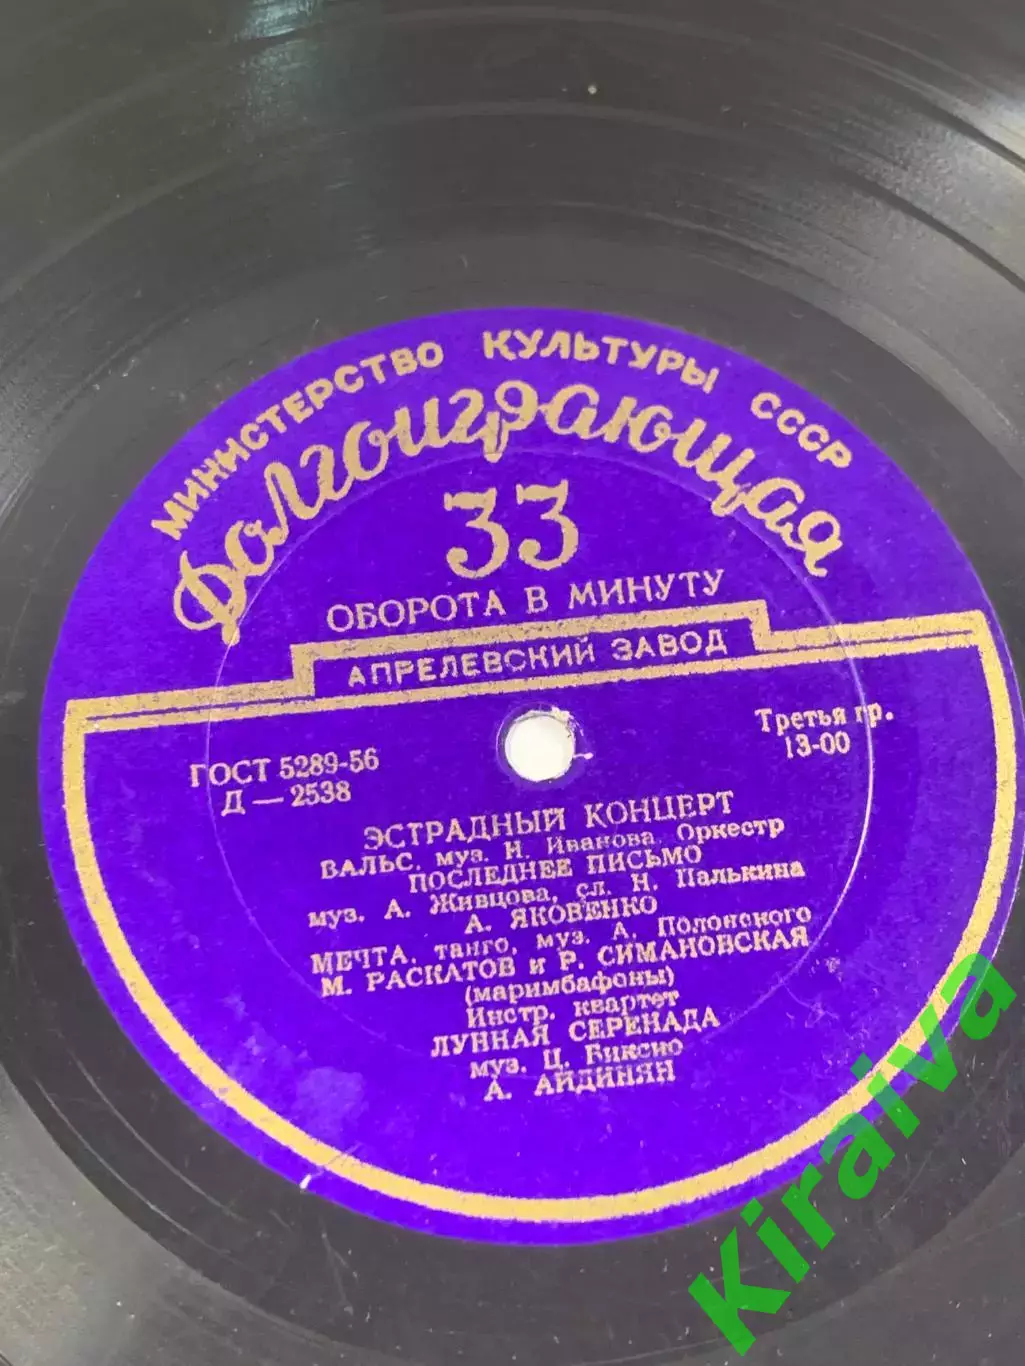 МИНИСТЕРСТВО КУЛЬТУРЫ СССР
Долгоиграющая
33
ОБОРОТА В МИНУТУ
АПРЕЛЕВСКИЙ ЗАВОД
ГОСТ 5289-56
Д — 2538
Третья гр.
13-00
ЭСТРАДНЫЙ КОНЦЕРТ
ВАЛЬС, муз. Н. Иванова, Оркестр
ПОСЛЕДНЕЕ ПИСЬМО
муз. А. Живцова, сл. Н. Палькина
А. ЯКОВЕНКО
МЕЧТА, танго, муз. А. Полонского
М. РАСКАТОВ И Р. СИМАНОВСКАЯ
(маримбафоны)
Инстр. квартет
ЛУННАЯ СЕРЕНАДА
муз. Ц. Биксио
А. АЙДИНЯН
Kiraiva